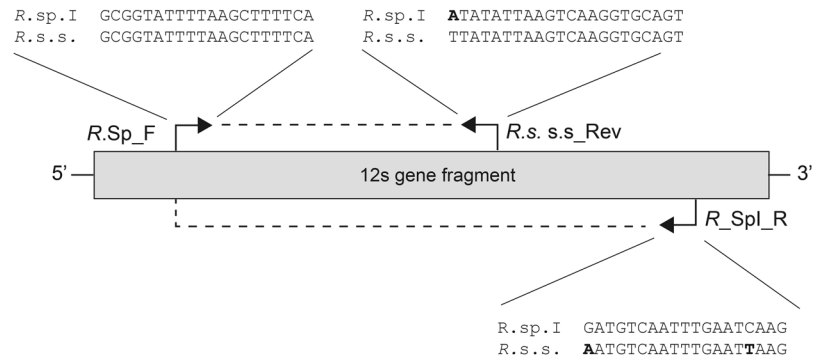 R.sp.I GCGGTATTTTAAGCTTTTCA
R.s.s. GCGGTATTTTAAGCTTTTCA
R.sp.I ATATATTAAGTCAAGGTGCAGT
R.s.s. TTATATTAAGTCAAGGTGCAGT
R.Sp_F
R.s. s.s_Rev
5’ 12s gene fragment 3’
R_SpI_R
R.sp.I GATGTCAATTTGAATCAAG
R.s.s. AATGTCAATTTGAATTAAG